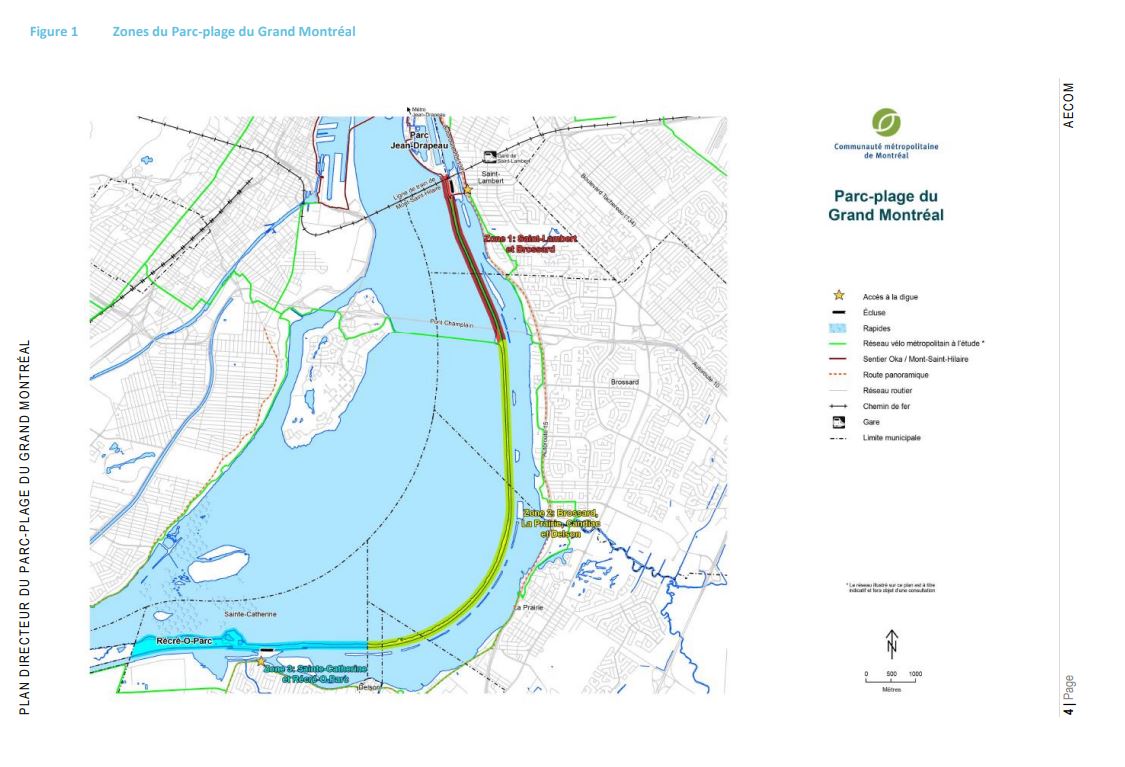 Figure 1 Zones du Parc-plage du Grand Montréal
PLAN DIRECTEUR DU PARC-PLAGE DU GRAND MONTRÉAL
Métro
Jean-Drapeau
Parc
Jean-Drapeau
Gare de
Saint-Lambert
Saint-
Lambert
Ligne de train de
Mont-Saint-Hilaire
Boulevard Taschereau (134)
Zone 1: Saint-Lambert
et Brossard
Pont Champlain
Autoroute 10
Brossard
Autoroute 15
Zone 2: Brossard,
La Prairie, Candiac
et Delson
La Prairie
Sainte-Catherine
Récré-O-Parc
Zone 3: Sainte-Catherine
et Récré-O-Parc
Delson
Communauté métropolitaine
de Montréal
Parc-plage du
Grand Montréal
Accès à la digue
Écluse
Rapides
Réseau vélo métropolitain à l'étude *
Sentier Oka / Mont-Saint-Hilaire
Route panoramique
Réseau routier
Chemin de fer
Gare
Limite municipale
* Le réseau illustré sur ce plan est à titre
indicatif et fera objet d'une consultation
N
0 500 1000
Mètres
AECOM
4 | Page